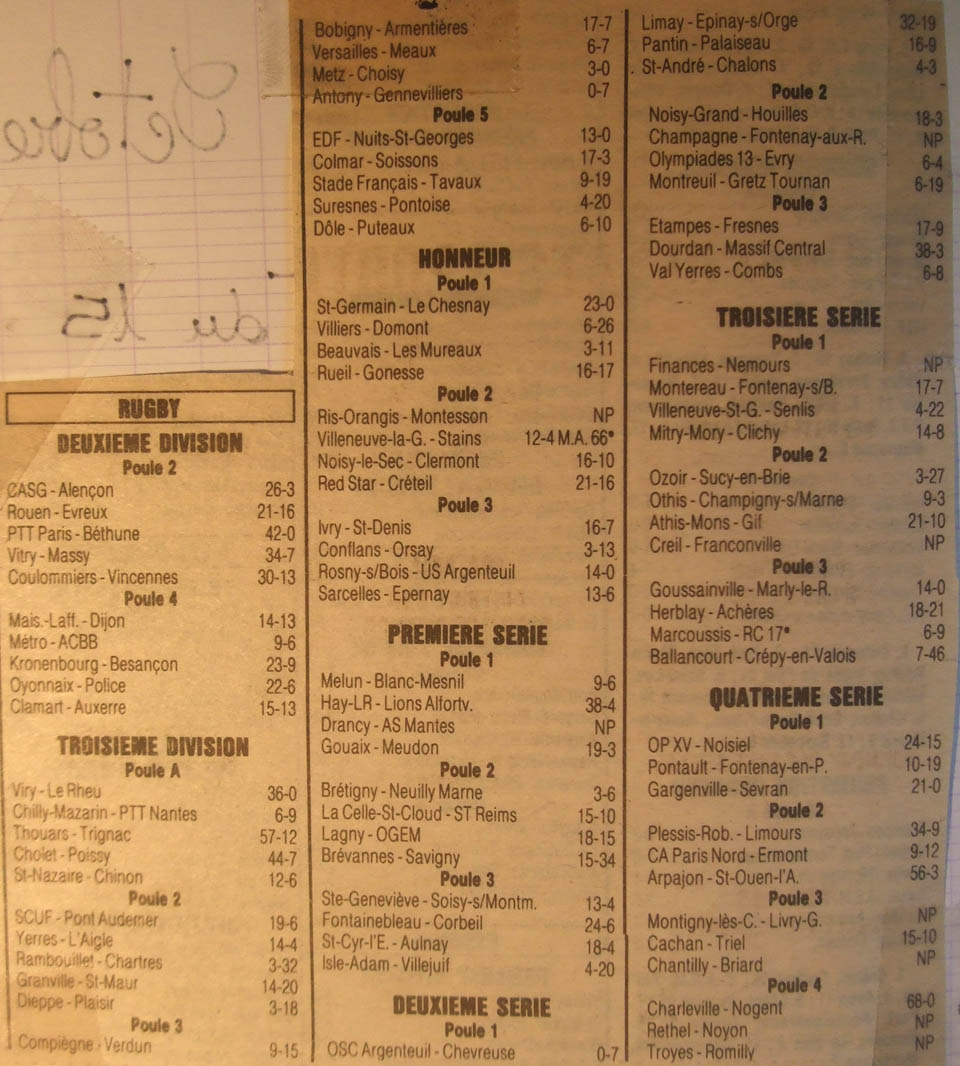 Octobre
du 15
RUGBY
DEUXIEME DIVISION
Poule 2
CASG - Alençon 26-3
Rouen - Evreux 21-16
PTT Paris - Béthune 42-0
Vitry - Massy 34-7
Coulommiers - Vincennes 30-13
Poule 4
Mais.-Laff. - Dijon 14-13
Métro - ACBB 9-6
Kronenbourg - Besançon 23-9
Oyonnaix - Police 22-6
Clamart - Auxerre 15-13
TROISIEME DIVISION
Poule A
Viry - Le Rheu 36-0
Chilly-Mazarin - PTT Nantes 6-9
Thouars - Trignac 57-12
Cholet - Poissy 44-7
St-Nazaire - Chinon 12-6
Poule 2
SCUF - Pont Audemer 19-6
Yerres - L'Aigle 14-4
Rambouillet - Chartres 3-32
Granville - St-Maur 14-20
Dieppe - Plaisir 3-18
Poule 3
Compiègne - Verdun 9-15
Bobigny - Armentières 17-7
Versailles - Meaux 6-7
Metz - Choisy 3-0
Antony - Gennevilliers 0-7
Poule 5
EDF - Nuits-St-Georges 13-0
Colmar - Soissons 17-3
Stade Français - Tavaux 9-19
Suresnes - Pontoise 4-20
Dôle - Puteaux 6-10
HONNEUR
Poule 1
St-Germain - Le Chesnay 23-0
Villiers - Domont 6-26
Beauvais - Les Mureaux 3-11
Rueil - Gonesse 16-17
Poule 2
Ris-Orangis - Montesson NP
Villeneuve-la-G. - Stains 12-4 M.A. 66*
Noisy-le-Sec - Clermont 16-10
Red Star - Créteil 21-16
Poule 3
Ivry - St-Denis 16-7
Conflans - Orsay 3-13
Rosny-s/Bois - US Argenteuil 14-0
Sarcelles - Epernay 13-6
PREMIERE SERIE
Poule 1
Melun - Blanc-Mesnil 9-6
Hay-LR - Lions Alfortv. 38-4
Drancy - AS Mantes NP
Gouaix - Meudon 19-3
Poule 2
Brétigny - Neuilly Marne 3-6
La Celle-St-Cloud - ST Reims 15-10
Lagny - OGEM 18-15
Brévannes - Savigny 15-34
Poule 3
Ste-Geneviève - Soisy-s/Montm. 13-4
Fontainebleau - Corbeil 24-6
St-Cyr-l'E. - Aulnay 18-4
Isle-Adam - Villejuif 4-20
DEUXIEME SERIE
Poule 1
OSC Argenteuil - Chevreuse 0-7
Limay - Epinay-s/Orge 32-19
Pantin - Palaiseau 16-9
St-André - Chalons 4-3
Poule 2
Noisy-Grand - Houilles 18-3
Champagne - Fontenay-aux-R. NP
Olympiades 13 - Evry 6-4
Montreuil - Gretz Tournan 6-19
Poule 3
Etampes - Fresnes 17-9
Dourdan - Massif Central 38-3
Val Yerres - Combs 6-8
TROISIERE SERIE
Poule 1
Finances - Nemours NP
Montereau - Fontenay-s/B. 17-7
Villeneuve-St-G. - Senlis 4-22
Mitry-Mory - Clichy 14-8
Poule 2
Ozoir - Sucy-en-Brie 3-27
Othis - Champigny-s/Marne 9-3
Athis-Mons - Gif 21-10
Creil - Franconville NP
Poule 3
Goussainville - Marly-le-R. 14-0
Herblay - Achères 18-21
Marcoussis - RC 17* 6-9
Ballancourt - Crépy-en-Valois 7-46
QUATRIEME SERIE
Poule 1
OP XV - Noisiel 24-15
Pontault - Fontenay-en-P. 10-19
Gargenville - Sevran 21-0
Poule 2
Plessis-Rob. - Limours 34-9
CA Paris Nord - Ermont 9-12
Arpajon - St-Ouen-l'A. 56-3
Poule 3
Montigny-lès-C. - Livry-G. NP
Cachan - Triel 15-10
Chantilly - Briard NP
Poule 4
Charleville - Nogent 68-0
Rethel - Noyon NP
Troyes - Romilly NP